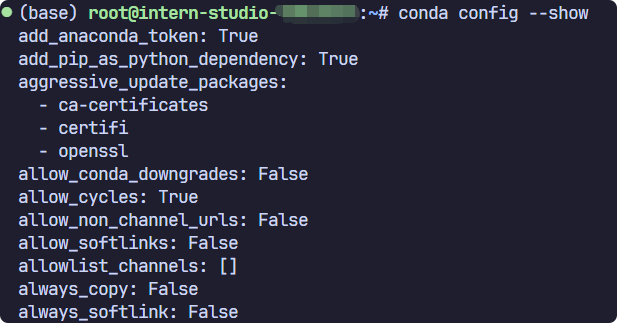 (base) root@intern-studio-:~# conda config --show
add_anaconda_token: True
add_pip_as_python_dependency: True
aggressive_update_packages:
  - ca-certificates
  - certifi
  - openssl
allow_conda_downgrades: False
allow_cycles: True
allow_non_channel_urls: False
allow_softlinks: False
allowlist_channels: []
always_copy: False
always_softlink: False